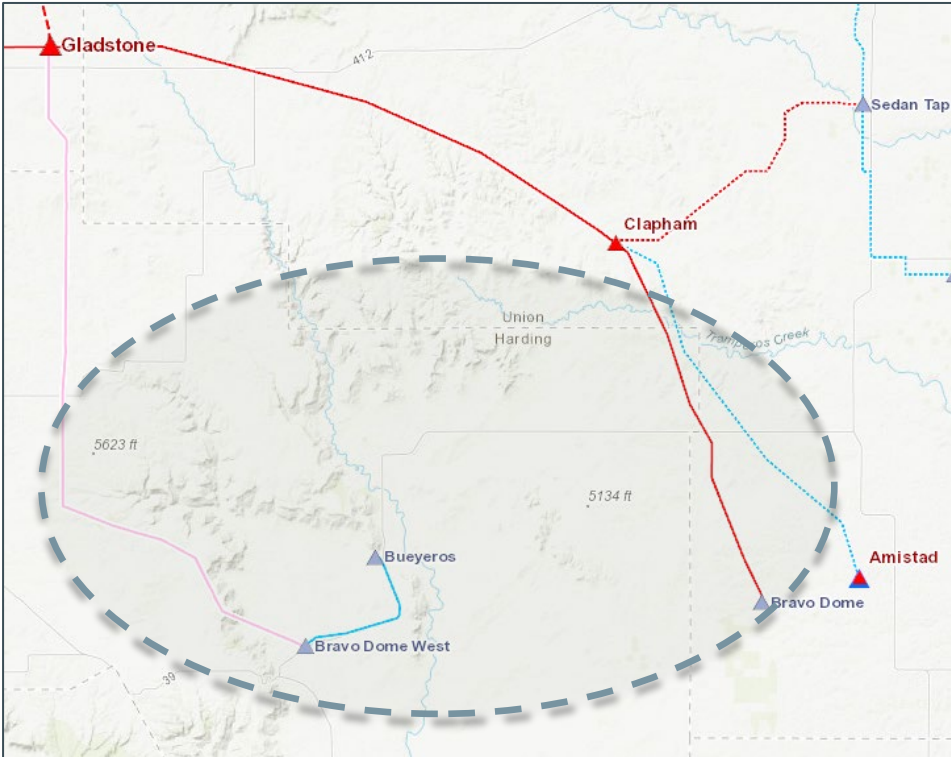 Gladstone
412
Sedan Tap
Clapham
Union
Harding
Tramperos Creek
5623 ft
5134 ft
Bueyeros
Amistad
Bravo Dome
Bravo Dome West
39